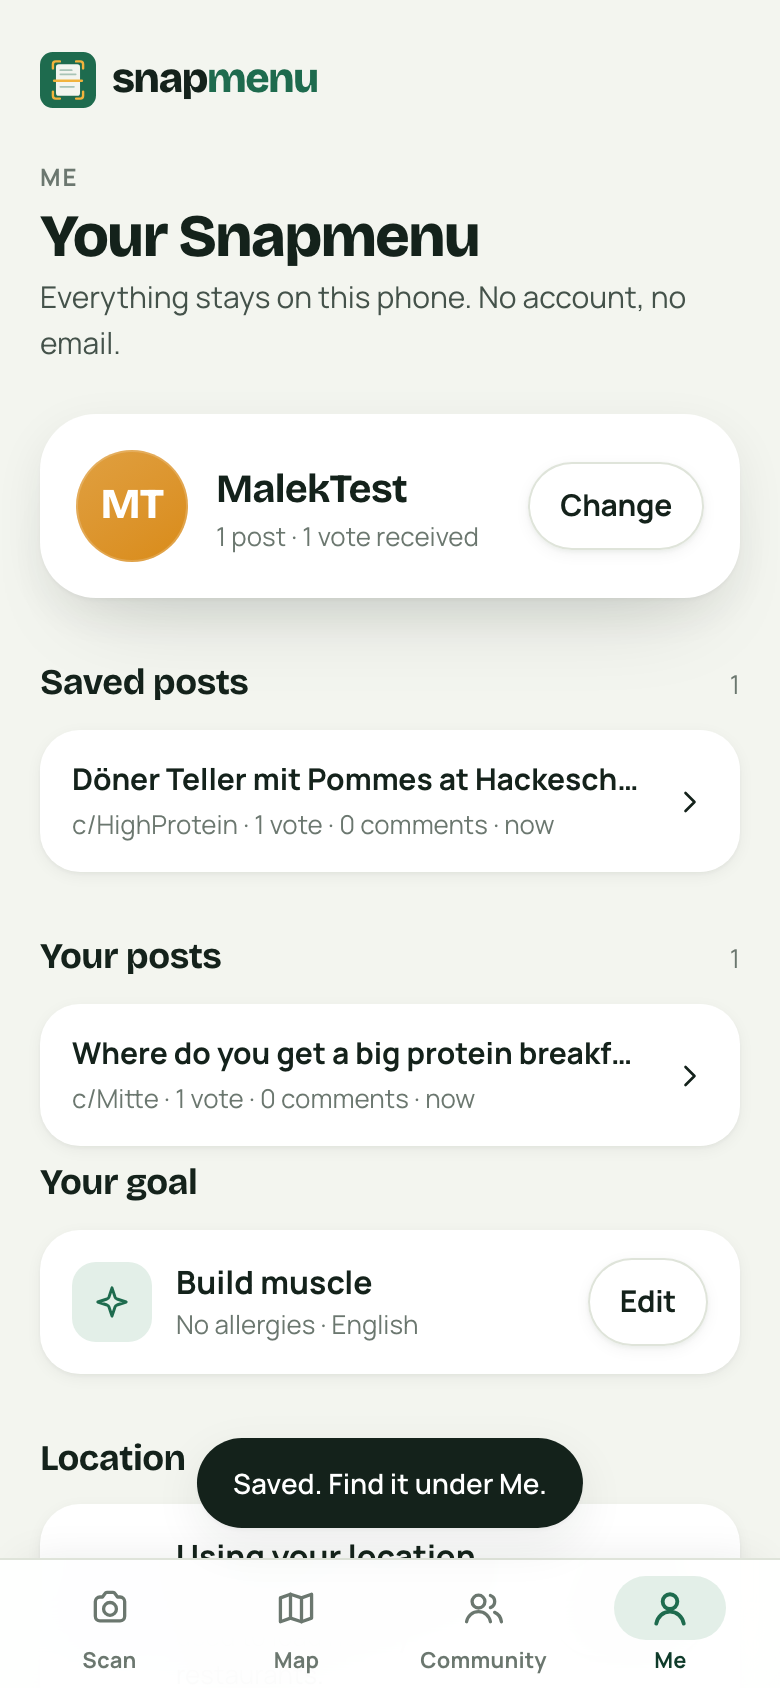 snapmenu
ME
Your Snapmenu
Everything stays on this phone. No account, no
email.
MT
MalekTest
1 post · 1 vote received
Change
Saved posts
1
Döner Teller mit Pommes at Hackesch...
c/HighProtein · 1 vote · 0 comments · now
Your posts
1
Where do you get a big protein breakf...
c/Mitte · 1 vote · 0 comments · now
Your goal
Build muscle
No allergies · English
Edit
Location
Saved. Find it under Me.
Using your location
Scan
Map
Community
Me